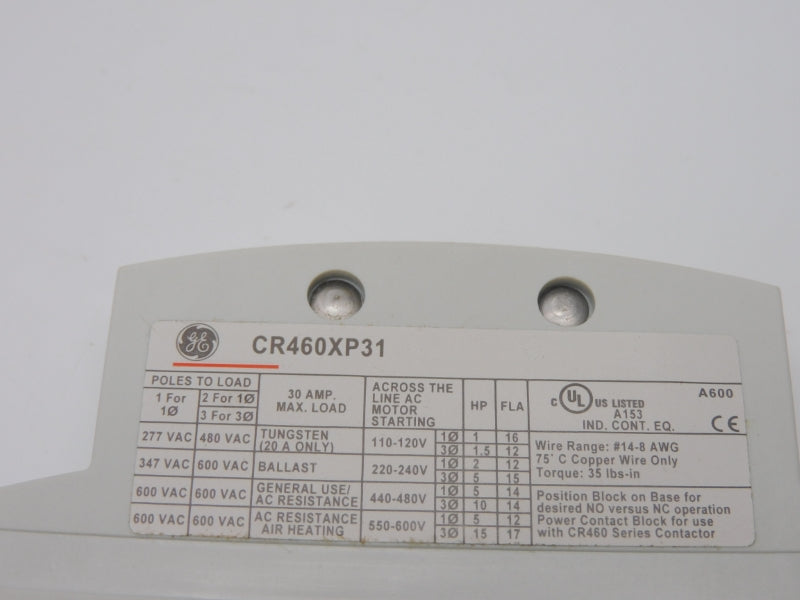 GE CR460XP31
POLES TO LOAD
1 For 1Ø
2 For 1Ø
3 For 3Ø
30 AMP. MAX. LOAD
ACROSS THE LINE AC MOTOR STARTING
HP FLA
277 VAC 480 VAC TUNGSTEN (20 A ONLY) 110-120V 1Ø 1 16
3Ø 1.5 12
347 VAC 600 VAC BALLAST 220-240V 1Ø 2 12
3Ø 5 15
600 VAC 600 VAC GENERAL USE/ AC RESISTANCE 440-480V 1Ø 5 14
3Ø 10 14
600 VAC 600 VAC AC RESISTANCE AIR HEATING 550-600V 1Ø 5 12
3Ø 15 17
c UL US LISTED
A600
A153
IND. CONT. EQ.
CE
Wire Range: #14-8 AWG
75° C Copper Wire Only
Torque: 35 lbs-in
Position Block on Base for
desired NO versus NC operation
Power Contact Block for use
with CR460 Series Contactor